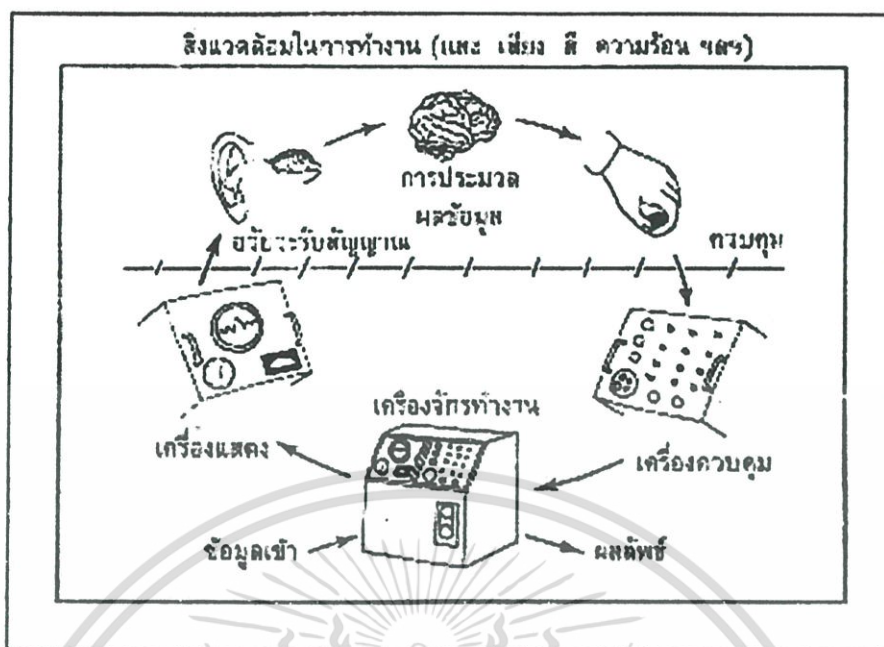 สิ่งแวดล้อมในการทำงาน (แสง เสียง สี ความร้อน ฯลฯ)
การประมวล
ผลข้อมูล
อวัยวะรับสัญญาณ
ควบคุม
เครื่องจักรทำงาน
เครื่องแสดง
เครื่องควบคุม
ข้อมูลเข้า
ผลลัพธ์